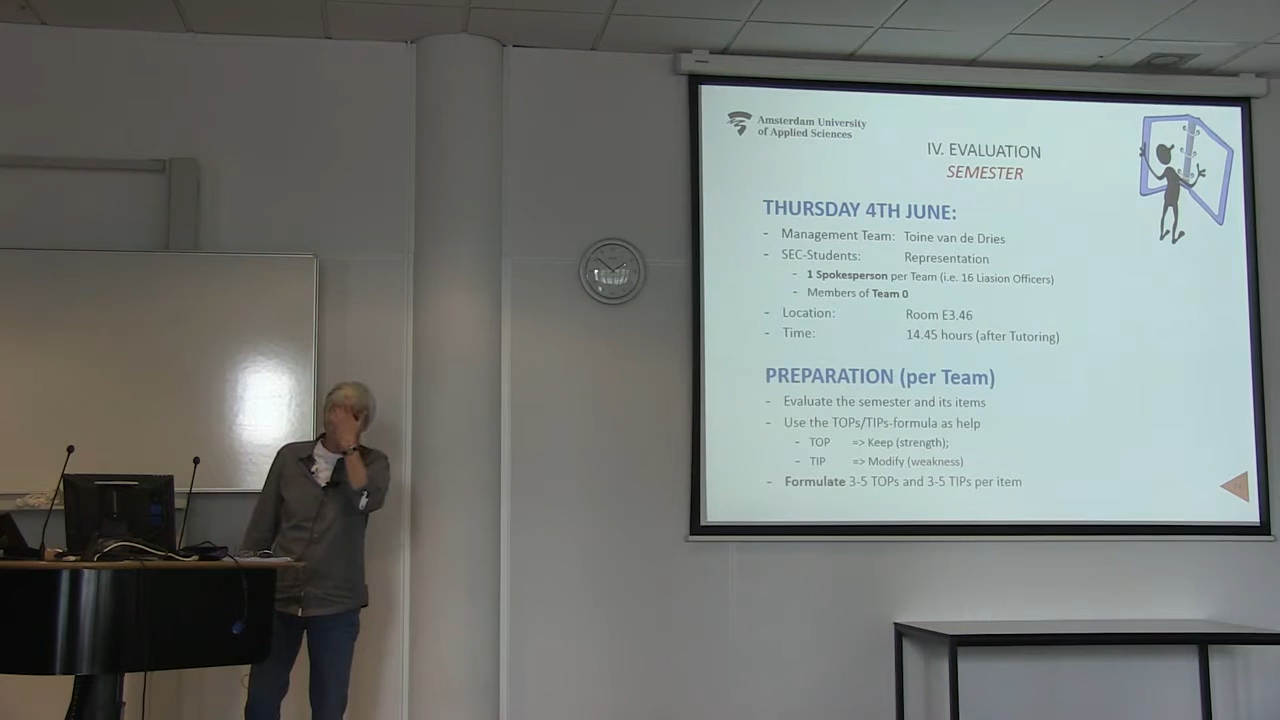 Amsterdam University
of Applied Sciences
IV. EVALUATION
SEMESTER
THURSDAY 4TH JUNE:
- Management Team: Toine van de Dries
- SEC-Students: Representation
- 1 Spokesperson per Team (i.e. 16 Liasion Officers)
- Members of Team 0
- Location: Room E3.46
- Time: 14.45 hours (after Tutoring)
PREPARATION (per Team)
- Evaluate the semester and its items
- Use the TOPs/TIPs-formula as help
- TOP => Keep (strength);
- TIP => Modify (weakness)
- Formulate 3-5 TOPs and 3-5 TIPs per item